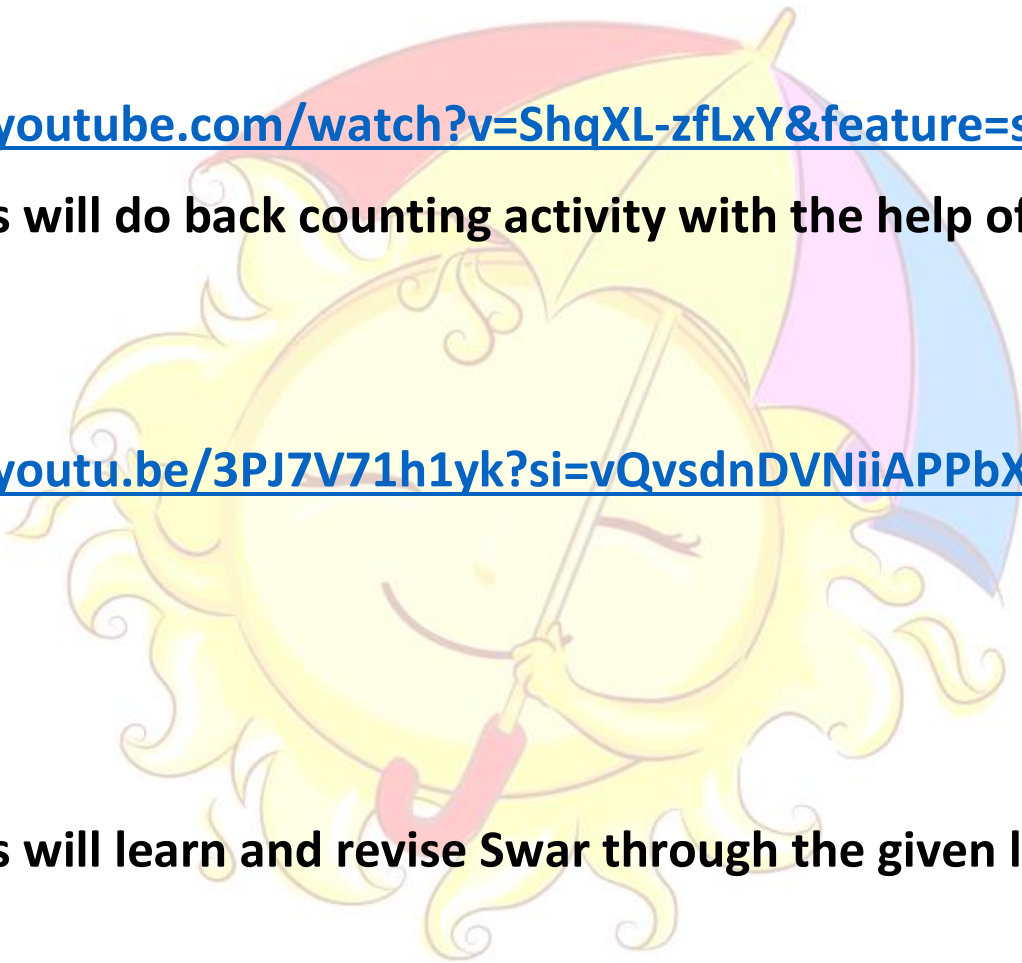 youtube.com/watch?v=ShqXL-zfLxY&feature=s
s will do back counting activity with the help of
youtu.be/3PJ7V71h1yk?si=vQvsdnDVNiiAPPbX
s will learn and revise Swar through the given l